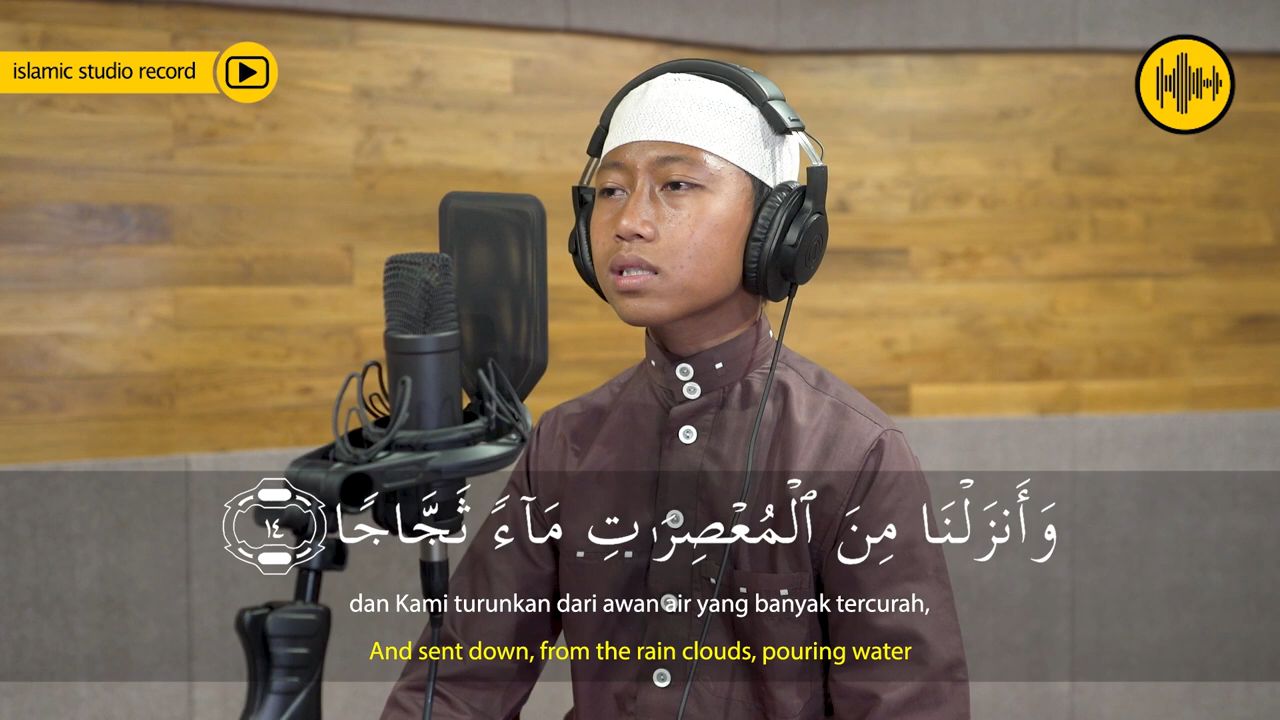 islamic studio record
وَأَنزَلْنَا مِنَ ٱلْمُعْصِرَٰتِ مَآءً ثَجَّاجًا ١٤
dan Kami turunkan dari awan air yang banyak tercurah,
And sent down, from the rain clouds, pouring water